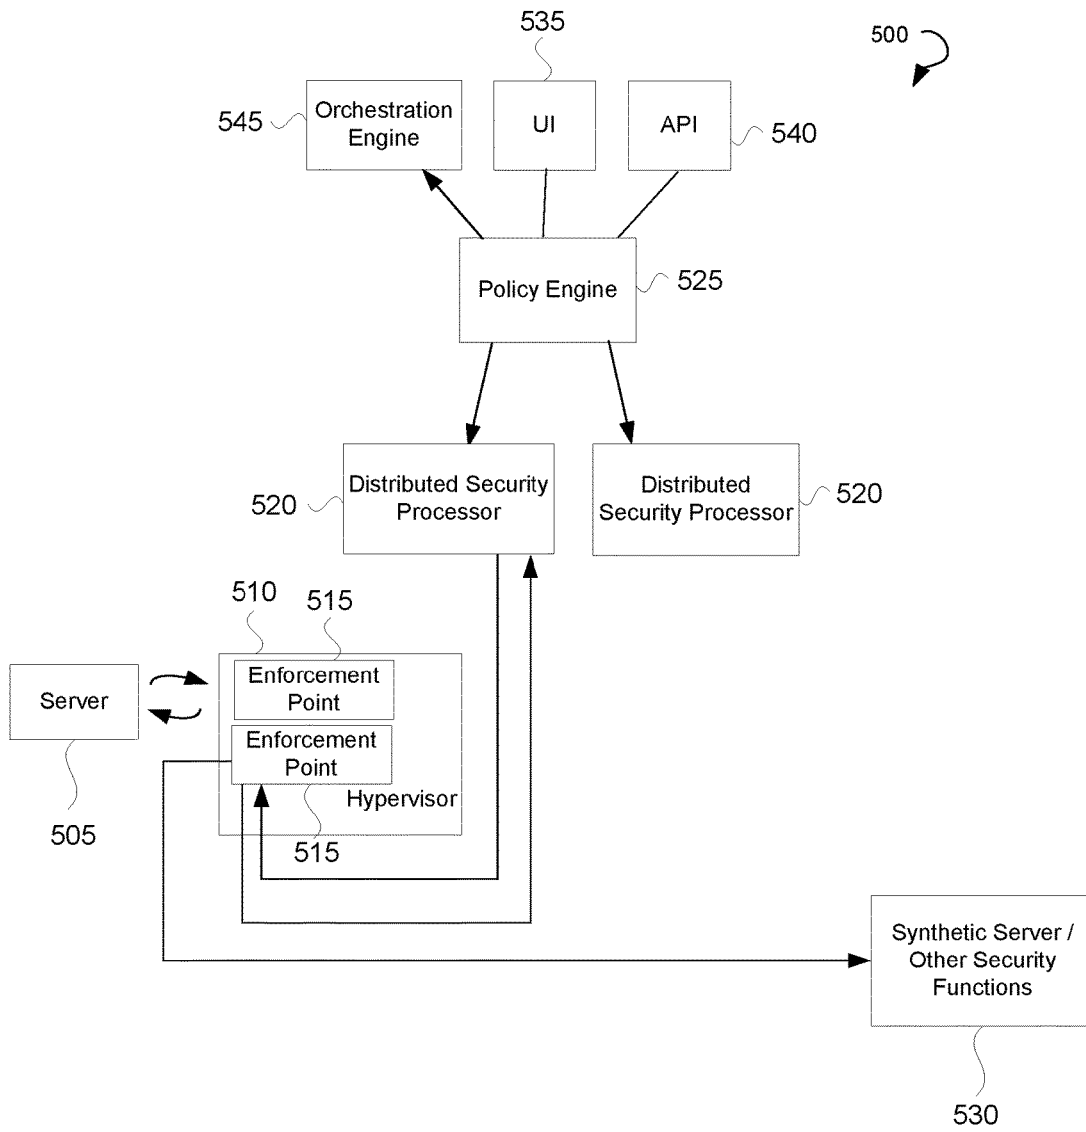 535
500
545
Orchestration
Engine
UI
API
540
Policy Engine
525
520
Distributed Security
Processor
Distributed
Security Processor
520
510
515
Server
Enforcement
Point
Enforcement
Point
Hypervisor
505
515
Synthetic Server /
Other Security
Functions
530